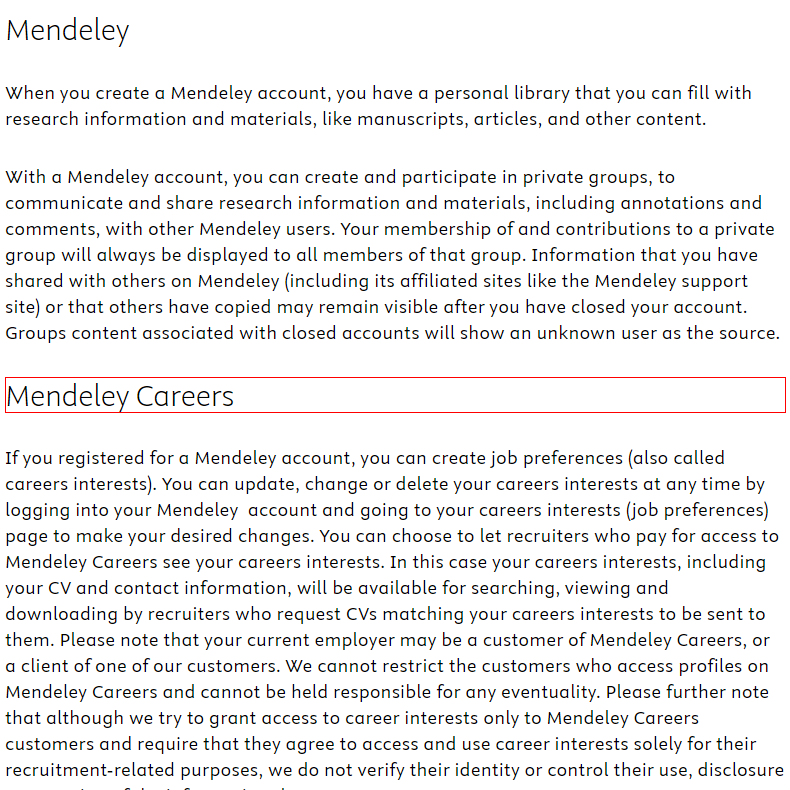 Mendeley
When you create a Mendeley account, you have a personal library that you can fill with
research information and materials, like manuscripts, articles, and other content.
With a Mendeley account, you can create and participate in private groups, to
communicate and share research information and materials, including annotations and
comments, with other Mendeley users. Your membership of and contributions to a private
group will always be displayed to all members of that group. Information that you have
shared with others on Mendeley (including its affiliated sites like the Mendeley support
site) or that others have copied may remain visible after you have closed your account.
Groups content associated with closed accounts will show an unknown user as the source.
Mendeley Careers
If you registered for a Mendeley account, you can create job preferences (also called
careers interests). You can update, change or delete your careers interests at any time by
logging into your Mendeley  account and going to your careers interests (job preferences)
page to make your desired changes. You can choose to let recruiters who pay for access to
Mendeley Careers see your careers interests. In this case your careers interests, including
your CV and contact information, will be available for searching, viewing and
downloading by recruiters who request CVs matching your careers interests to be sent to
them. Please note that your current employer may be a customer of Mendeley Careers, or
a client of one of our customers. We cannot restrict the customers who access profiles on
Mendeley Careers and cannot be held responsible for any eventuality. Please further note
that although we try to grant access to career interests only to Mendeley Careers
customers and require that they agree to access and use career interests solely for their
recruitment-related purposes, we do not verify their identity or control their use, disclosure